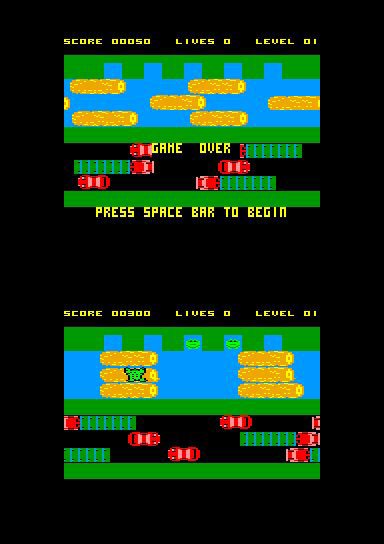 SCORE 00050 LIVES 0 LEVEL 01
GAME OVER
PRESS SPACE BAR TO BEGIN
SCORE 00300 LIVES 0 LEVEL 01